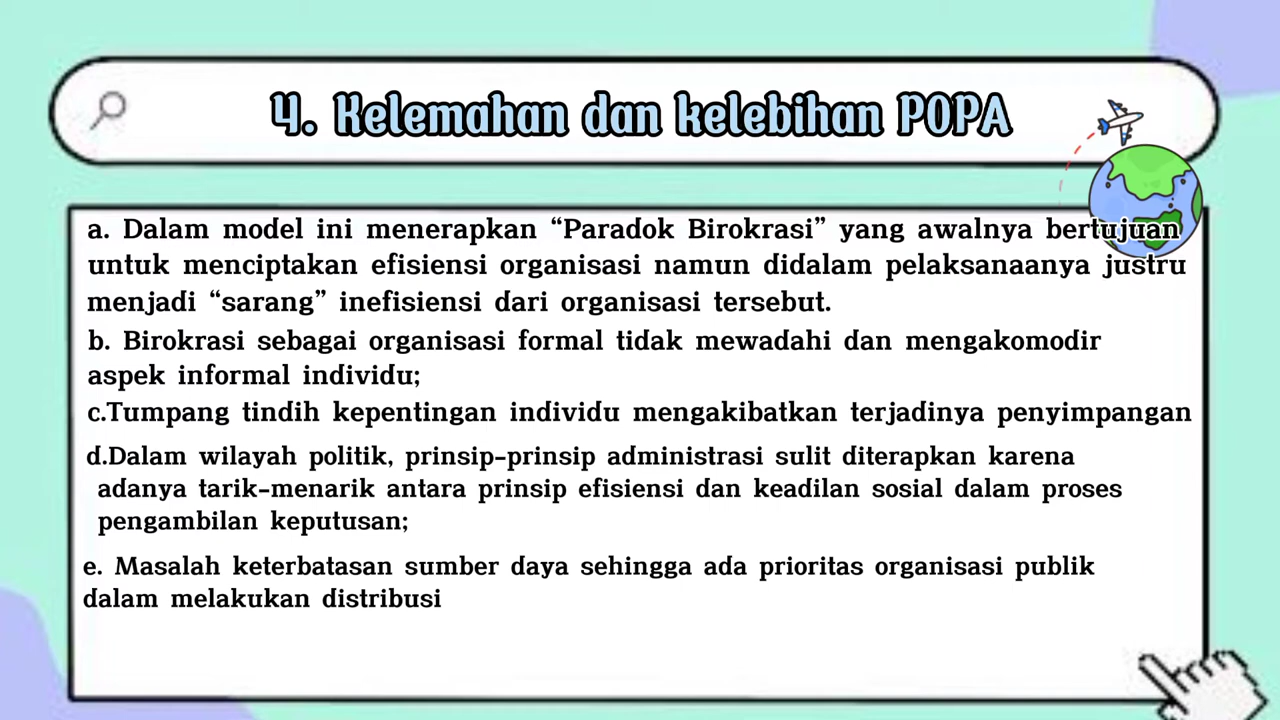 4. Kelemahan dan kelebihan POPA
a. Dalam model ini menerapkan “Paradok Birokrasi” yang awalnya bertujuan
untuk menciptakan efisiensi organisasi namun didalam pelaksanaanya justru
menjadi “sarang” inefisiensi dari organisasi tersebut.
b. Birokrasi sebagai organisasi formal tidak mewadahi dan mengakomodir
aspek informal individu;
c.Tumpang tindih kepentingan individu mengakibatkan terjadinya penyimpangan
d.Dalam wilayah politik, prinsip-prinsip administrasi sulit diterapkan karena
adanya tarik-menarik antara prinsip efisiensi dan keadilan sosial dalam proses
pengambilan keputusan;
e. Masalah keterbatasan sumber daya sehingga ada prioritas organisasi publik
dalam melakukan distribusi